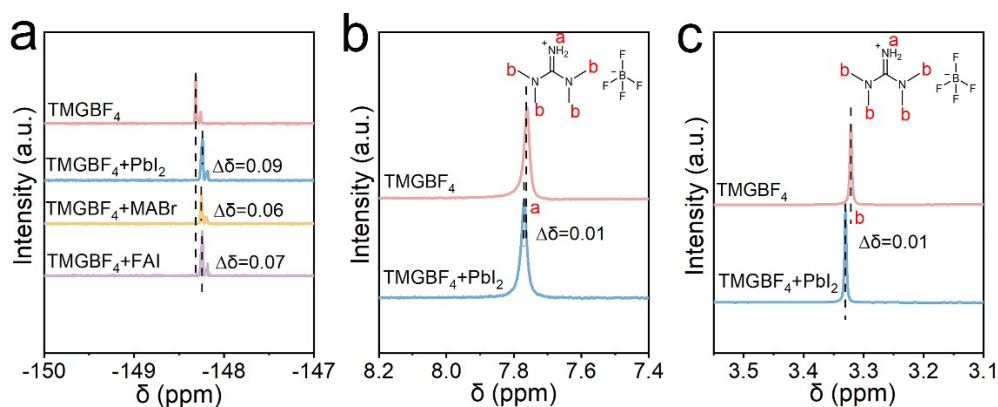 a
Intensity (a.u.)
TMGBF₄
TMGBF₄+PbI₂
Δδ=0.09
TMGBF₄+MABr
Δδ=0.06
TMGBF₄+FAI
Δδ=0.07
-150 -149 -148 -147
δ (ppm)
b
Intensity (a.u.)
a
+
NH₂
b b
N N
b b
F
F B⁻ F
F
TMGBF₄
a
Δδ=0.01
TMGBF₄+PbI₂
8.2 8.0 7.8 7.6 7.4
δ (ppm)
c
Intensity (a.u.)
a
+
NH₂
b b
N N
b b
F
F B⁻ F
F
TMGBF₄
b
Δδ=0.01
TMGBF₄+PbI₂
3.5 3.4 3.3 3.2 3.1
δ (ppm)